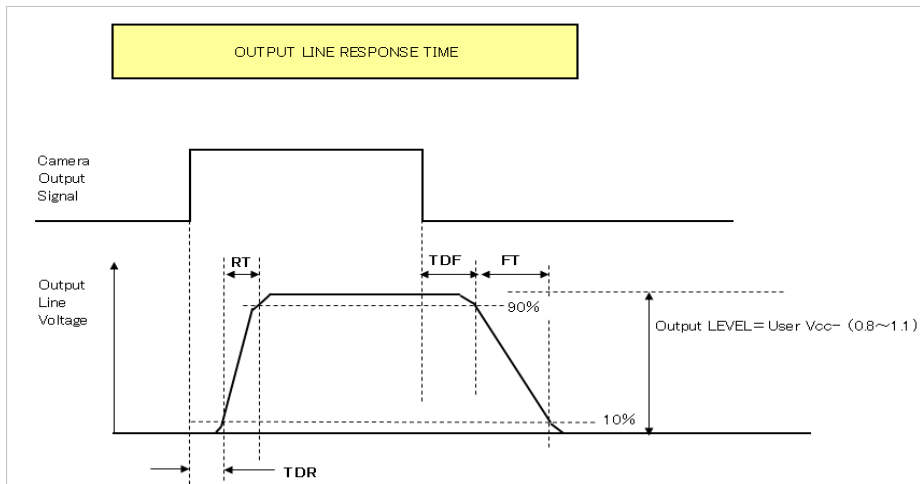 OUTPUT LINE RESPONSE TIME
Camera
Output
Signal
RT
TDF
FT
Output
Line
Voltage
90%
Output LEVEL＝User Vcc− (0.8～1.1)
10%
TDR